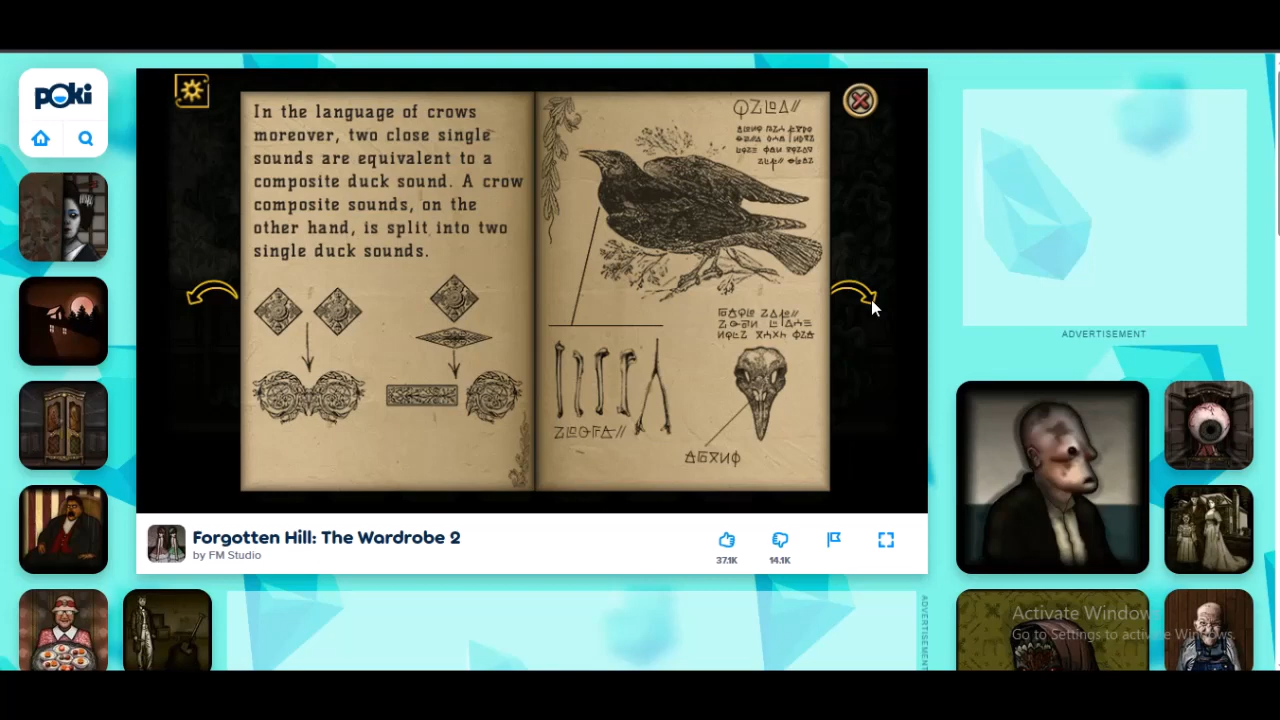 poki
In the language of crows
moreover, two close single
sounds are equivalent to a
composite duck sound. A crow
composite sounds, on the
other hand, is split into two
single duck sounds.
ADVERTISEMENT
Forgotten Hill: The Wardrobe 2
by FM Studio
37.1K
14.1K
ADVERTISEMENT
Activate Windows
Go to Settings to activate Windows.